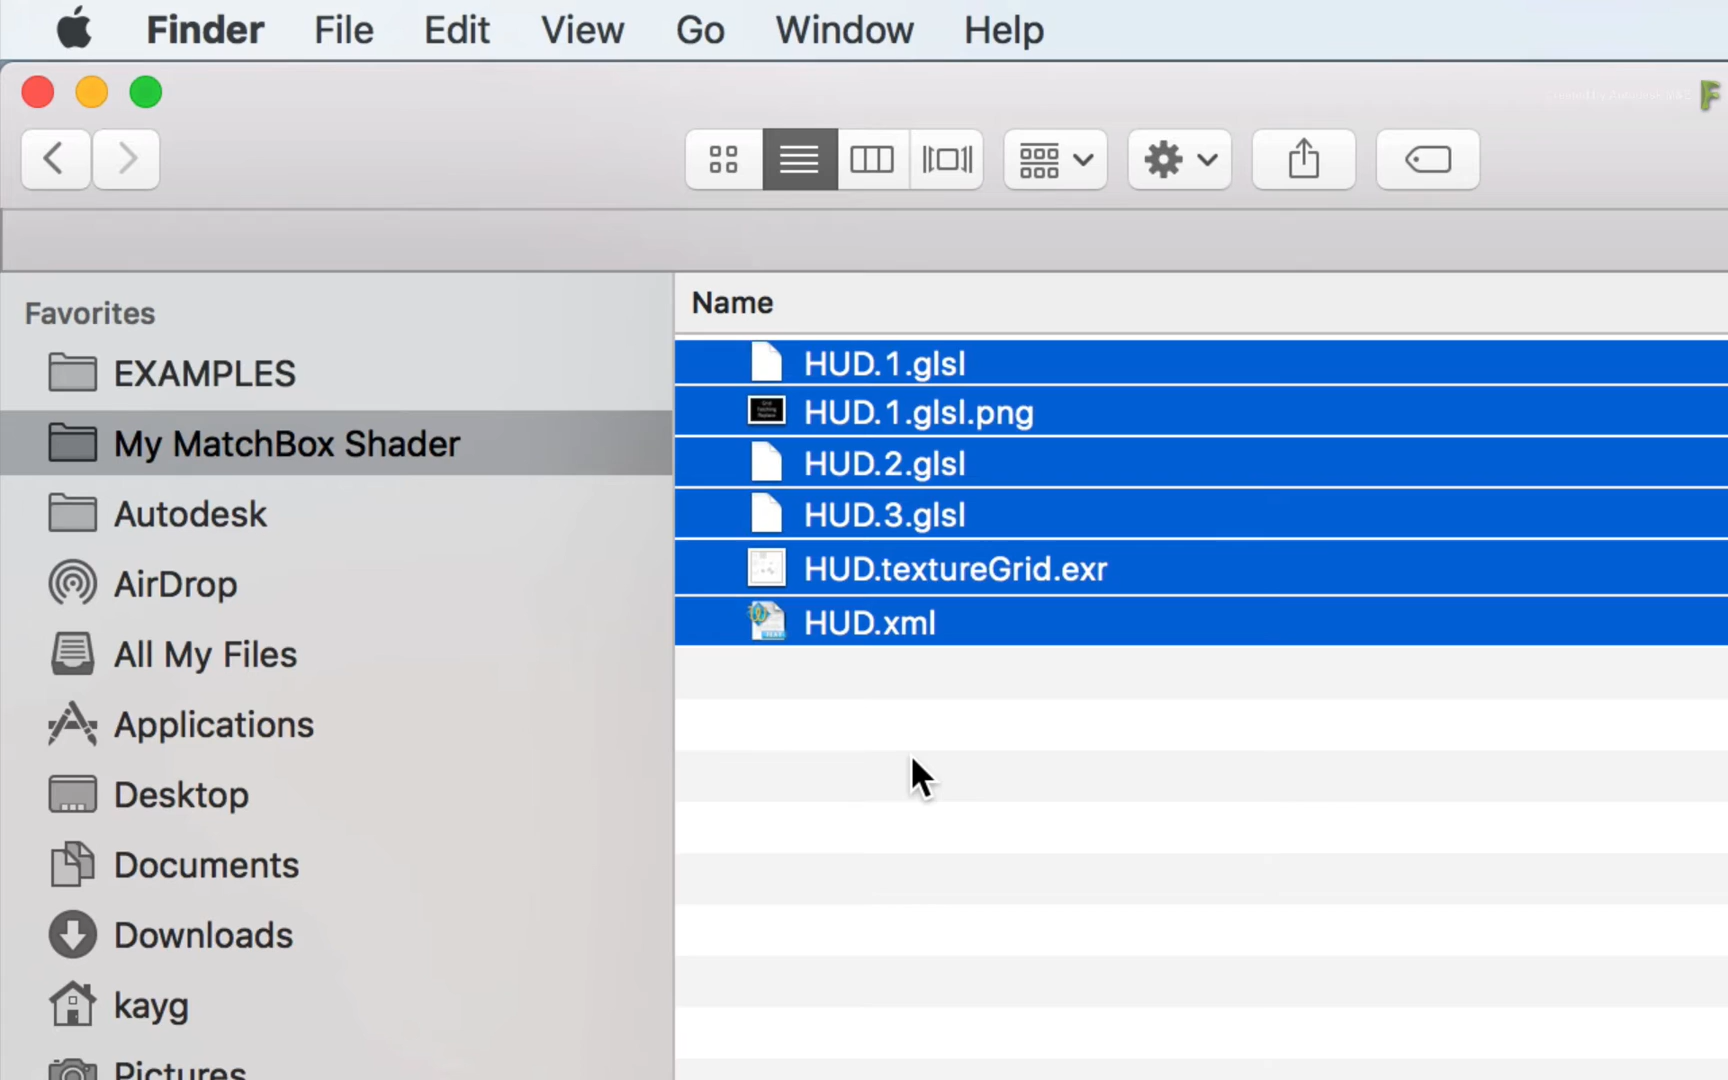 Finder File Edit View Go Window Help
Favorites
EXAMPLES
My MatchBox Shader
Autodesk
AirDrop
All My Files
Applications
Desktop
Documents
Downloads
kayg
Pictures
Name
HUD.1.glsl
HUD.1.glsl.png
HUD.2.glsl
HUD.3.glsl
HUD.textureGrid.exr
HUD.xml